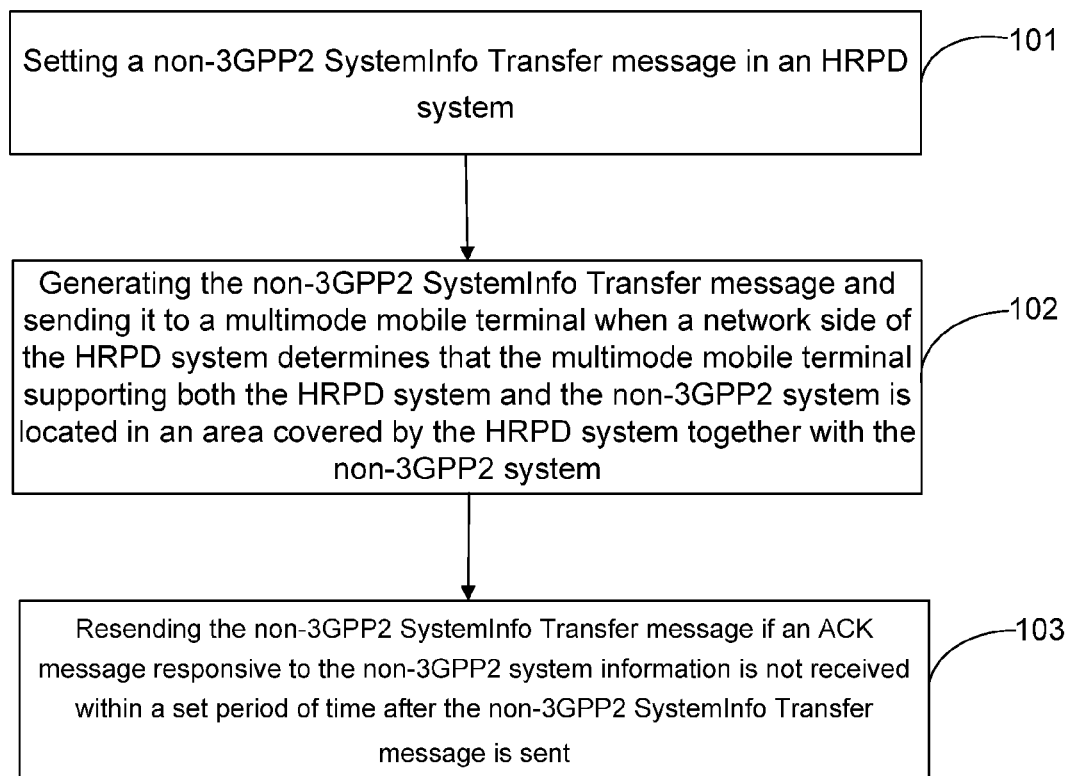 Setting a non-3GPP2 SystemInfo Transfer message in an HRPD
system
101
Generating the non-3GPP2 SystemInfo Transfer message and
sending it to a multimode mobile terminal when a network side of
the HRPD system determines that the multimode mobile terminal
supporting both the HRPD system and the non-3GPP2 system is
located in an area covered by the HRPD system together with the
non-3GPP2 system
102
Resending the non-3GPP2 SystemInfo Transfer message if an ACK
message responsive to the non-3GPP2 system information is not received
within a set period of time after the non-3GPP2 SystemInfo Transfer
message is sent
103